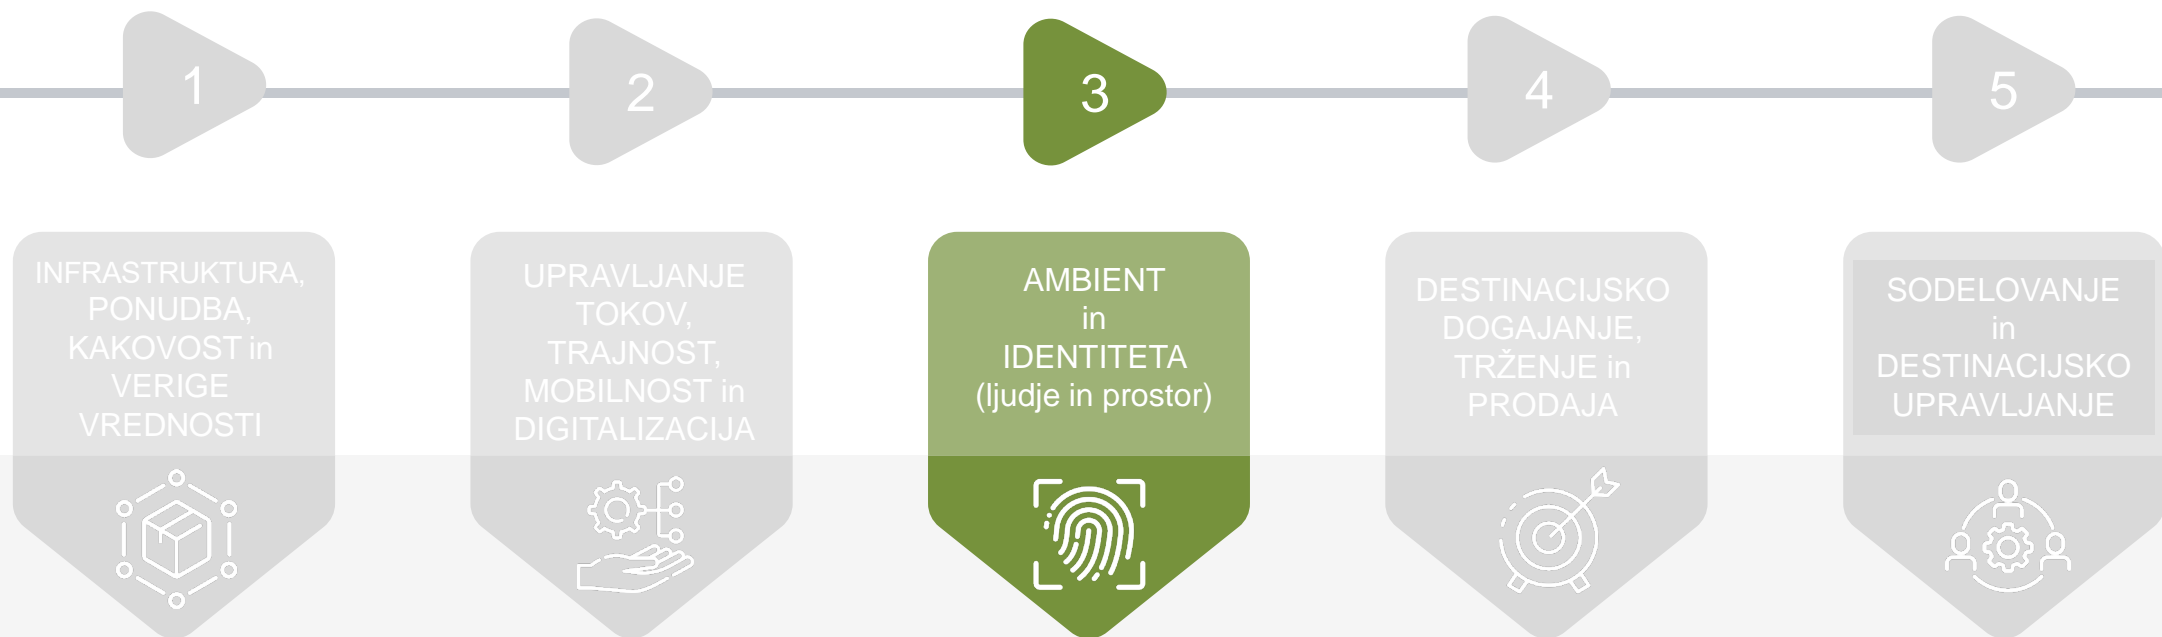 1
2
3
4
5
INFRASTRUKTURA,
PONUDBA,
KAKOVOST in
VERIGE
VREDNOSTI
UPRAVLJANJE
TOKOV,
TRAJNOST,
MOBILNOST in
DIGITALIZACIJA
AMBIENT
in
IDENTITETA
(ljudje in prostor)
DESTINACIJSKO
DOGAJANJE,
TRŽENJE in
PRODAJA
SODELOVANJE
in
DESTINACIJSKO
UPRAVLJANJE